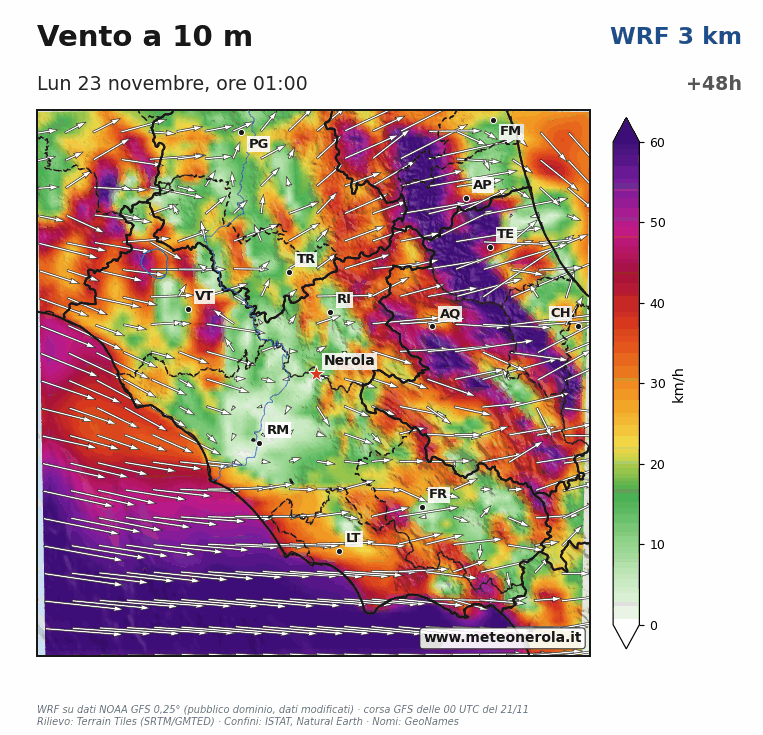 Vento a 10 m
WRF 3 km
Lun 23 novembre, ore 01:00
+48h
FM
PG
AP
TE
TR
VT
RI
AQ
CH
Nerola
RM
FR
LT
www.meteonerola.it
60
50
40
30
20
10
0
km/h
WRF su dati NOAA GFS 0,25° (pubblico dominio, dati modificati) · corsa GFS delle 00 UTC del 21/11
Rilievo: Terrain Tiles (SRTM/GMTED) · Confini: ISTAT, Natural Earth · Nomi: GeoNames